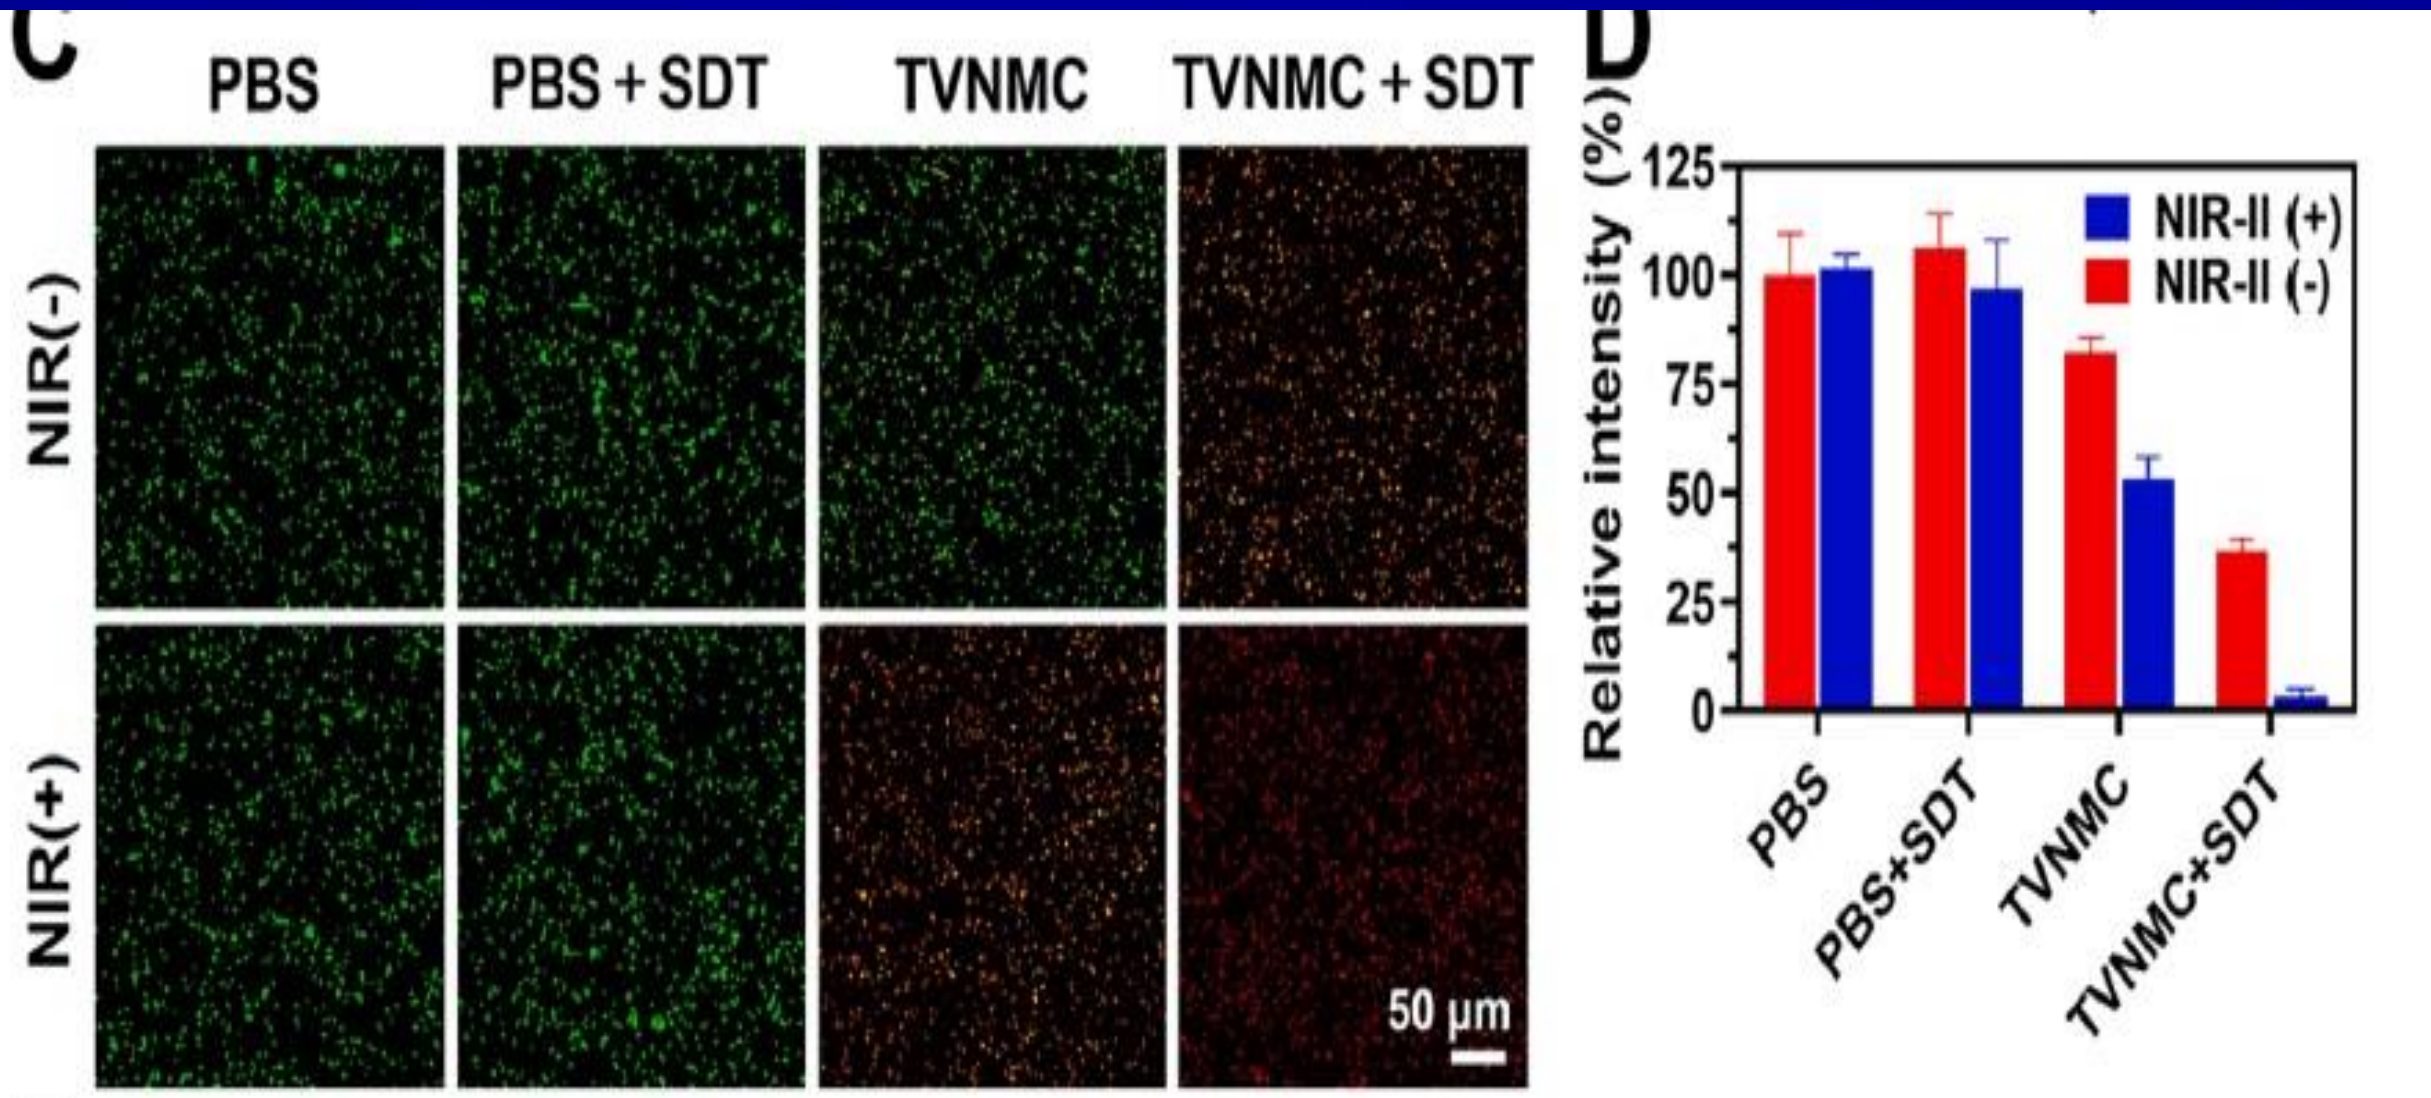 C
PBS
PBS + SDT
TVNMC
TVNMC + SDT
NIR(-)
NIR(+)
50 µm
D
Relative intensity (%)
125
100
75
50
25
0
NIR-II (+)
NIR-II (-)
PBS
PBS+SDT
TVNMC
TVNMC+SDT